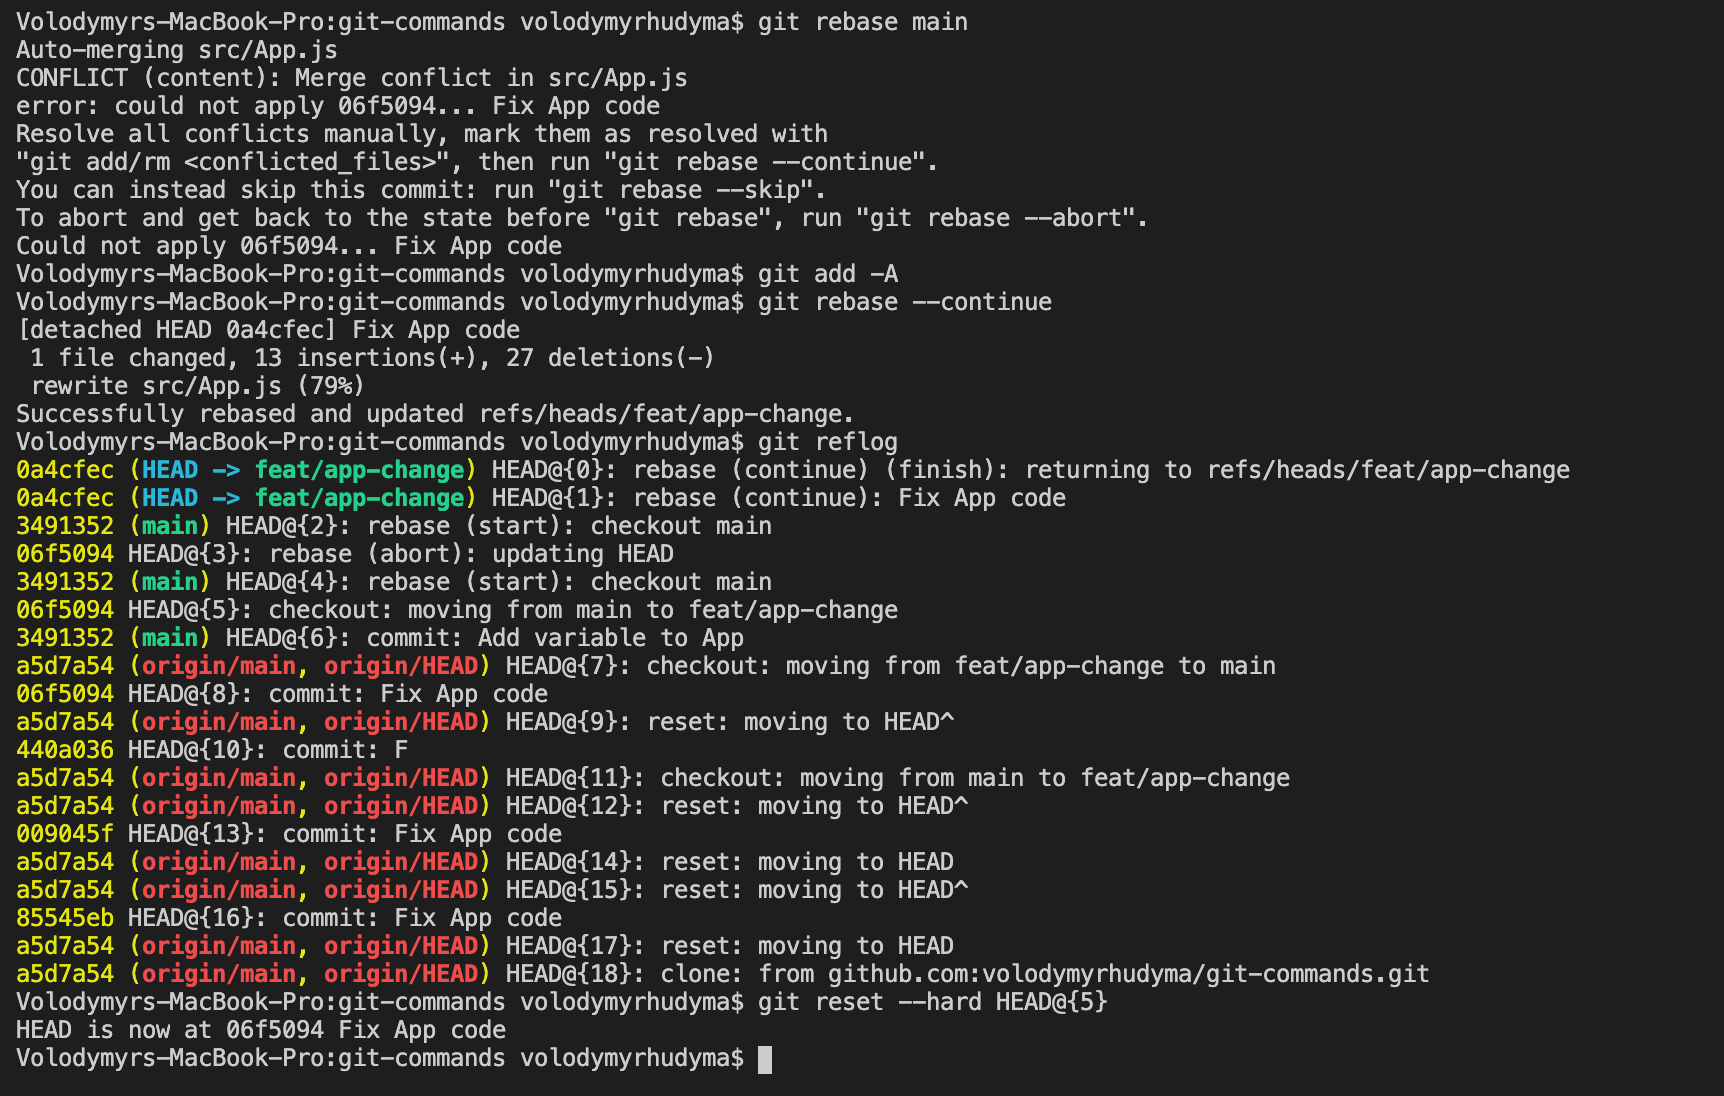 Volodymyrs-MacBook-Pro:git-commands volodymyrhudyma$ git rebase main
Auto-merging src/App.js
CONFLICT (content): Merge conflict in src/App.js
error: could not apply 06f5094... Fix App code
Resolve all conflicts manually, mark them as resolved with
"git add/rm <conflicted_files>", then run "git rebase --continue".
You can instead skip this commit: run "git rebase --skip".
To abort and get back to the state before "git rebase", run "git rebase --abort".
Could not apply 06f5094... Fix App code
Volodymyrs-MacBook-Pro:git-commands volodymyrhudyma$ git add -A
Volodymyrs-MacBook-Pro:git-commands volodymyrhudyma$ git rebase --continue
[detached HEAD 0a4cfec] Fix App code
 1 file changed, 13 insertions(+), 27 deletions(-)
 rewrite src/App.js (79%)
Successfully rebased and updated refs/heads/feat/app-change.
Volodymyrs-MacBook-Pro:git-commands volodymyrhudyma$ git reflog
0a4cfec (HEAD -> feat/app-change) HEAD@{0}: rebase (continue) (finish): returning to refs/heads/feat/app-change
0a4cfec (HEAD -> feat/app-change) HEAD@{1}: rebase (continue): Fix App code
3491352 (main) HEAD@{2}: rebase (start): checkout main
06f5094 HEAD@{3}: rebase (abort): updating HEAD
3491352 (main) HEAD@{4}: rebase (start): checkout main
06f5094 HEAD@{5}: checkout: moving from main to feat/app-change
3491352 (main) HEAD@{6}: commit: Add variable to App
a5d7a54 (origin/main, origin/HEAD) HEAD@{7}: checkout: moving from feat/app-change to main
06f5094 HEAD@{8}: commit: Fix App code
a5d7a54 (origin/main, origin/HEAD) HEAD@{9}: reset: moving to HEAD^
440a036 HEAD@{10}: commit: F
a5d7a54 (origin/main, origin/HEAD) HEAD@{11}: checkout: moving from main to feat/app-change
a5d7a54 (origin/main, origin/HEAD) HEAD@{12}: reset: moving to HEAD^
009045f HEAD@{13}: commit: Fix App code
a5d7a54 (origin/main, origin/HEAD) HEAD@{14}: reset: moving to HEAD
a5d7a54 (origin/main, origin/HEAD) HEAD@{15}: reset: moving to HEAD^
85545eb HEAD@{16}: commit: Fix App code
a5d7a54 (origin/main, origin/HEAD) HEAD@{17}: reset: moving to HEAD
a5d7a54 (origin/main, origin/HEAD) HEAD@{18}: clone: from github.com:volodymyrhudyma/git-commands.git
Volodymyrs-MacBook-Pro:git-commands volodymyrhudyma$ git reset --hard HEAD@{5}
HEAD is now at 06f5094 Fix App code
Volodymyrs-MacBook-Pro:git-commands volodymyrhudyma$